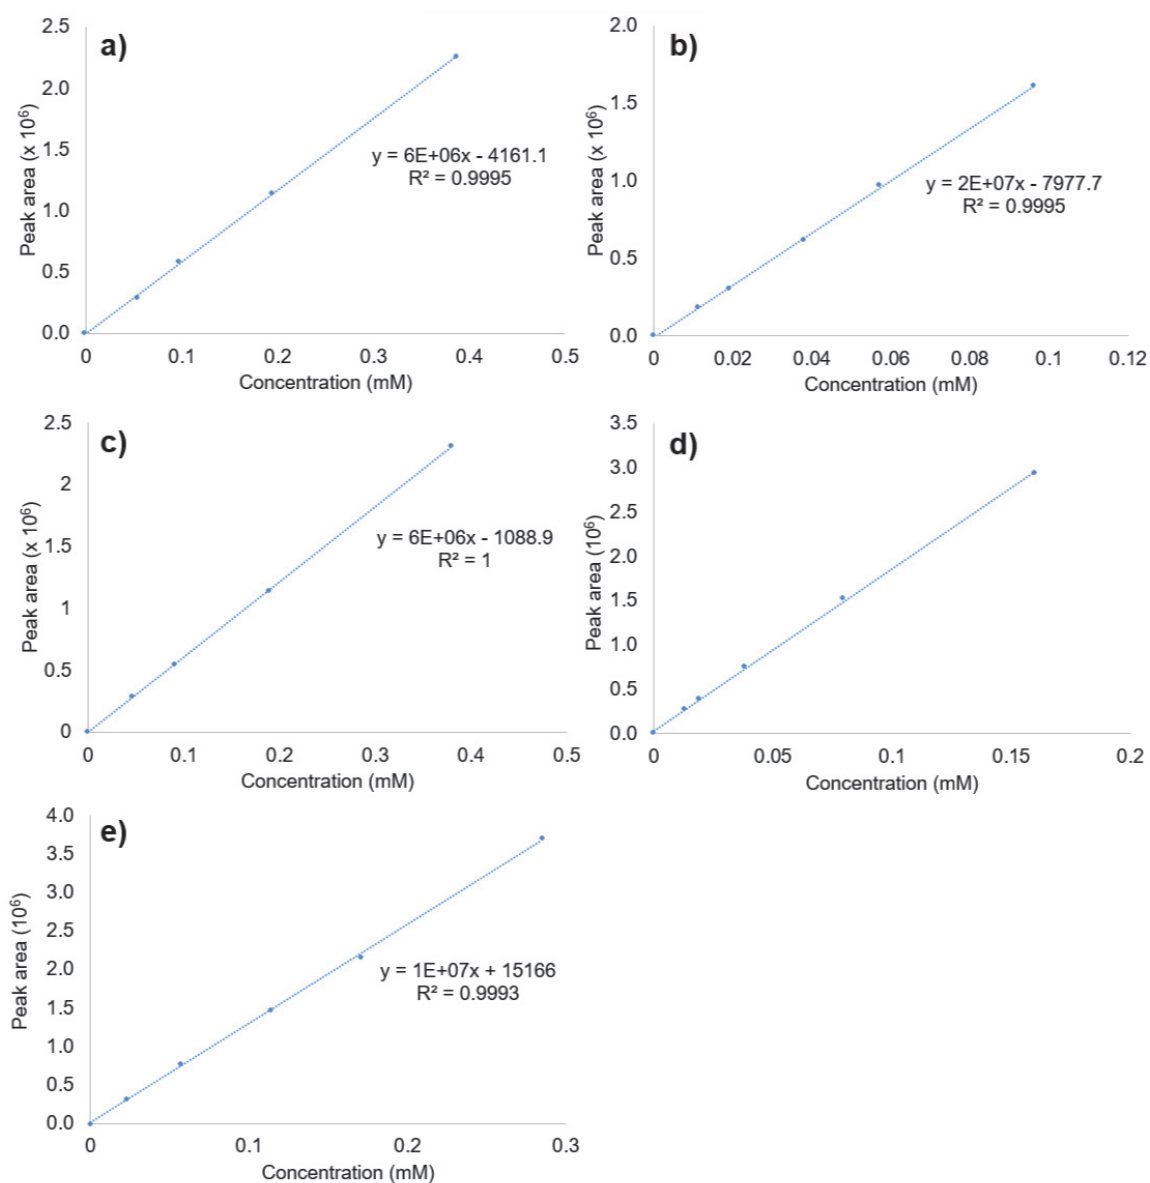 a)
2.5
2.0
1.5
1.0
0.5
0.0
Peak area (x 10⁶)
y = 6E+06x - 4161.1
R² = 0.9995
0 0.1 0.2 0.3 0.4 0.5
Concentration (mM)
b)
2.0
1.5
1.0
0.5
0.0
Peak area (x 10⁶)
y = 2E+07x - 7977.7
R² = 0.9995
0 0.02 0.04 0.06 0.08 0.1 0.12
Concentration (mM)
c)
2.5
2
1.5
1
0.5
0
Peak area (x 10⁶)
y = 6E+06x - 1088.9
R² = 1
0 0.1 0.2 0.3 0.4 0.5
Concentration (mM)
d)
3.5
3.0
2.5
2.0
1.5
1.0
0.5
0.0
Peak area (10⁶)
0 0.05 0.1 0.15 0.2
Concentration (mM)
e)
4.0
3.5
3.0
2.5
2.0
1.5
1.0
0.5
0.0
Peak area (10⁶)
y = 1E+07x + 15166
R² = 0.9993
0 0.1 0.2 0.3
Concentration (mM)